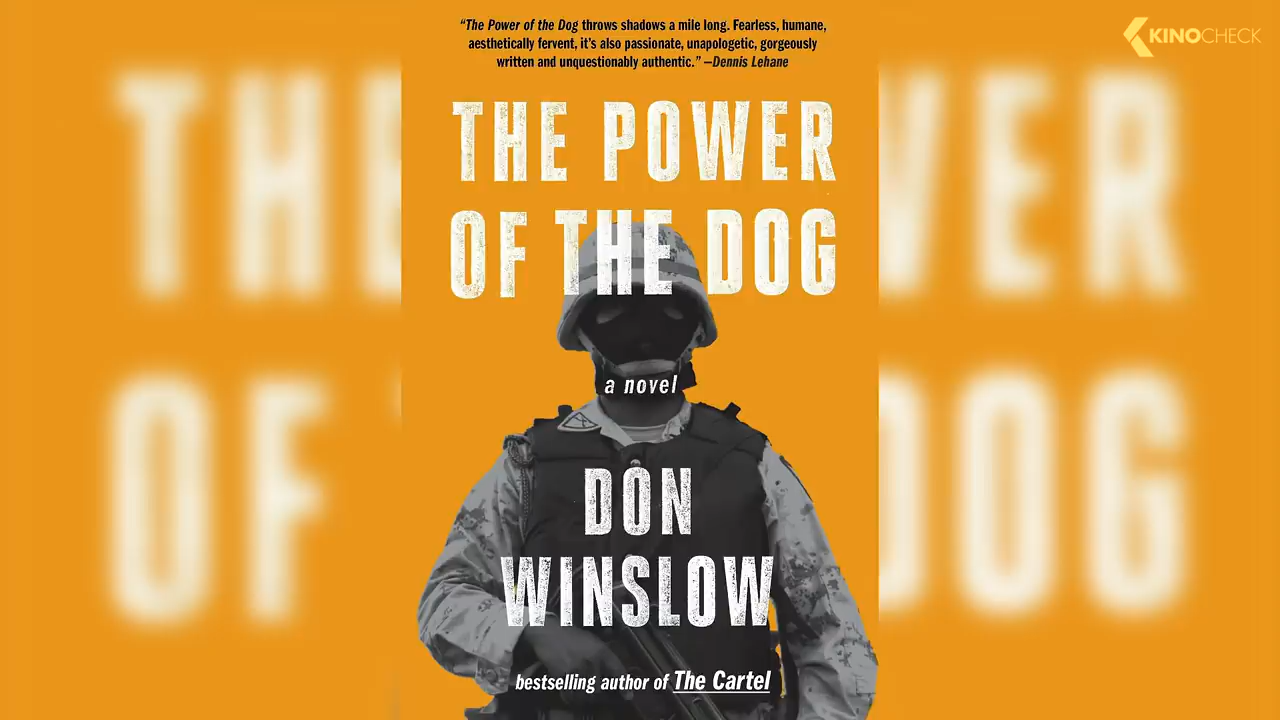 "The Power of the Dog throws shadows a mile long. Fearless, humane,
aesthetically fervent, it's also passionate, unapologetic, gorgeously
written and unquestionably authentic." —Dennis Lehane
KINOCHECK
THE POWER
OF THE DOG
a novel
DON
WINSLOW
bestselling author of The Cartel